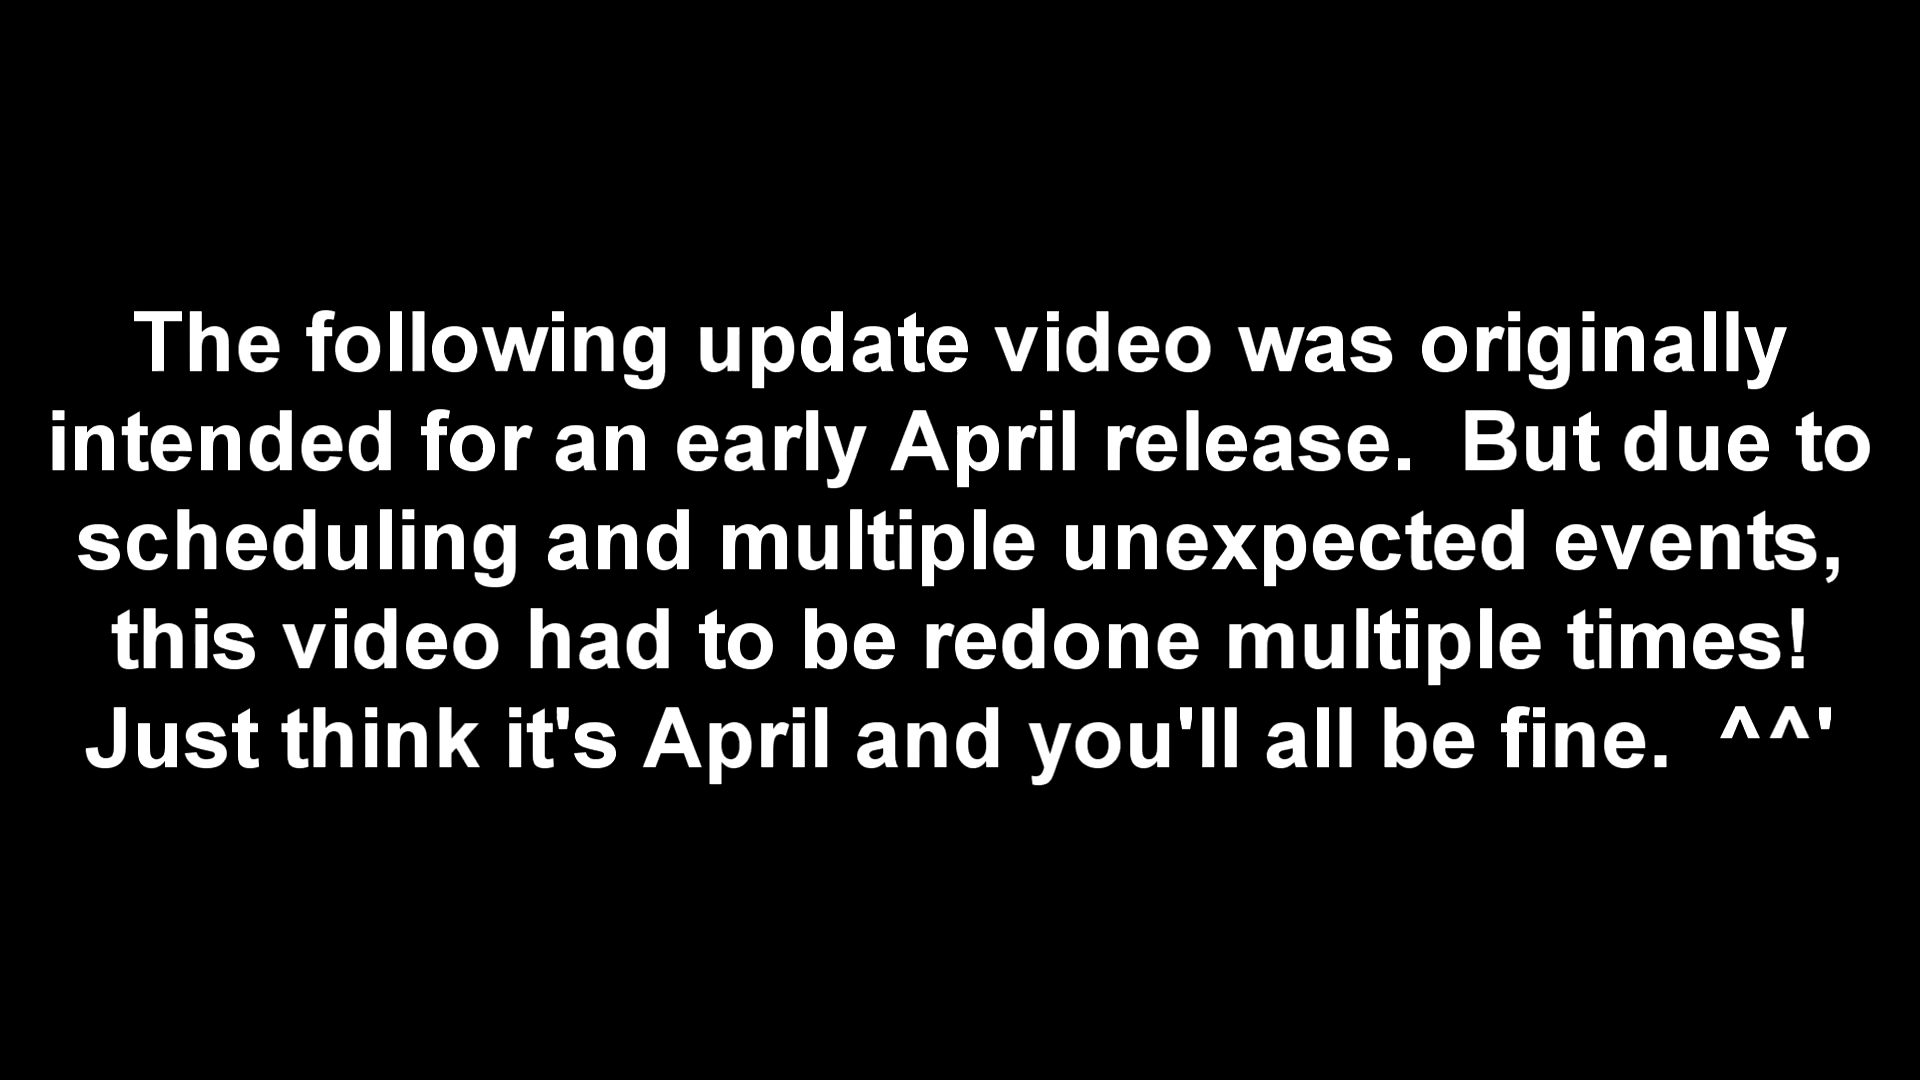 The following update video was originally
intended for an early April release.  But due to
scheduling and multiple unexpected events,
this video had to be redone multiple times!
Just think it's April and you'll all be fine.  ^^'